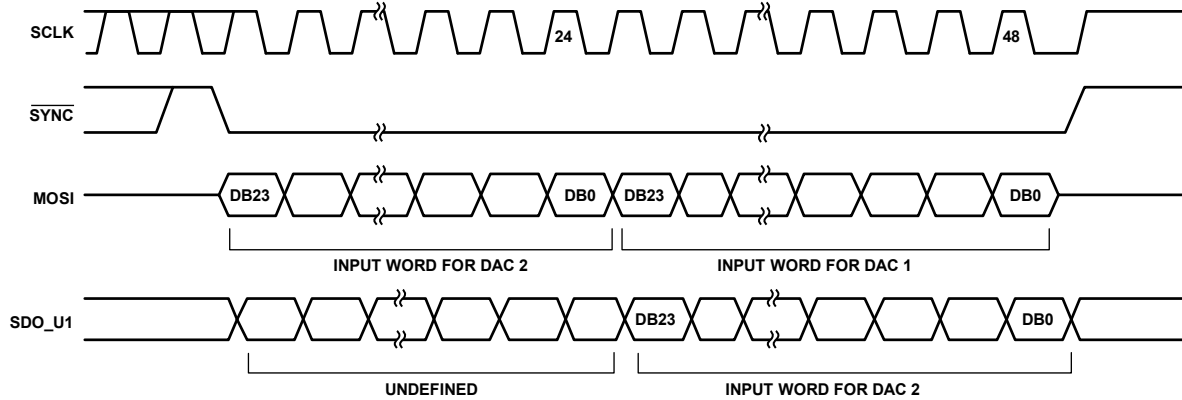 SCLK
24
48
SYNC
MOSI
DB23
DB0
DB23
DB0
INPUT WORD FOR DAC 2
INPUT WORD FOR DAC 1
SDO_U1
DB23
DB0
UNDEFINED
INPUT WORD FOR DAC 2